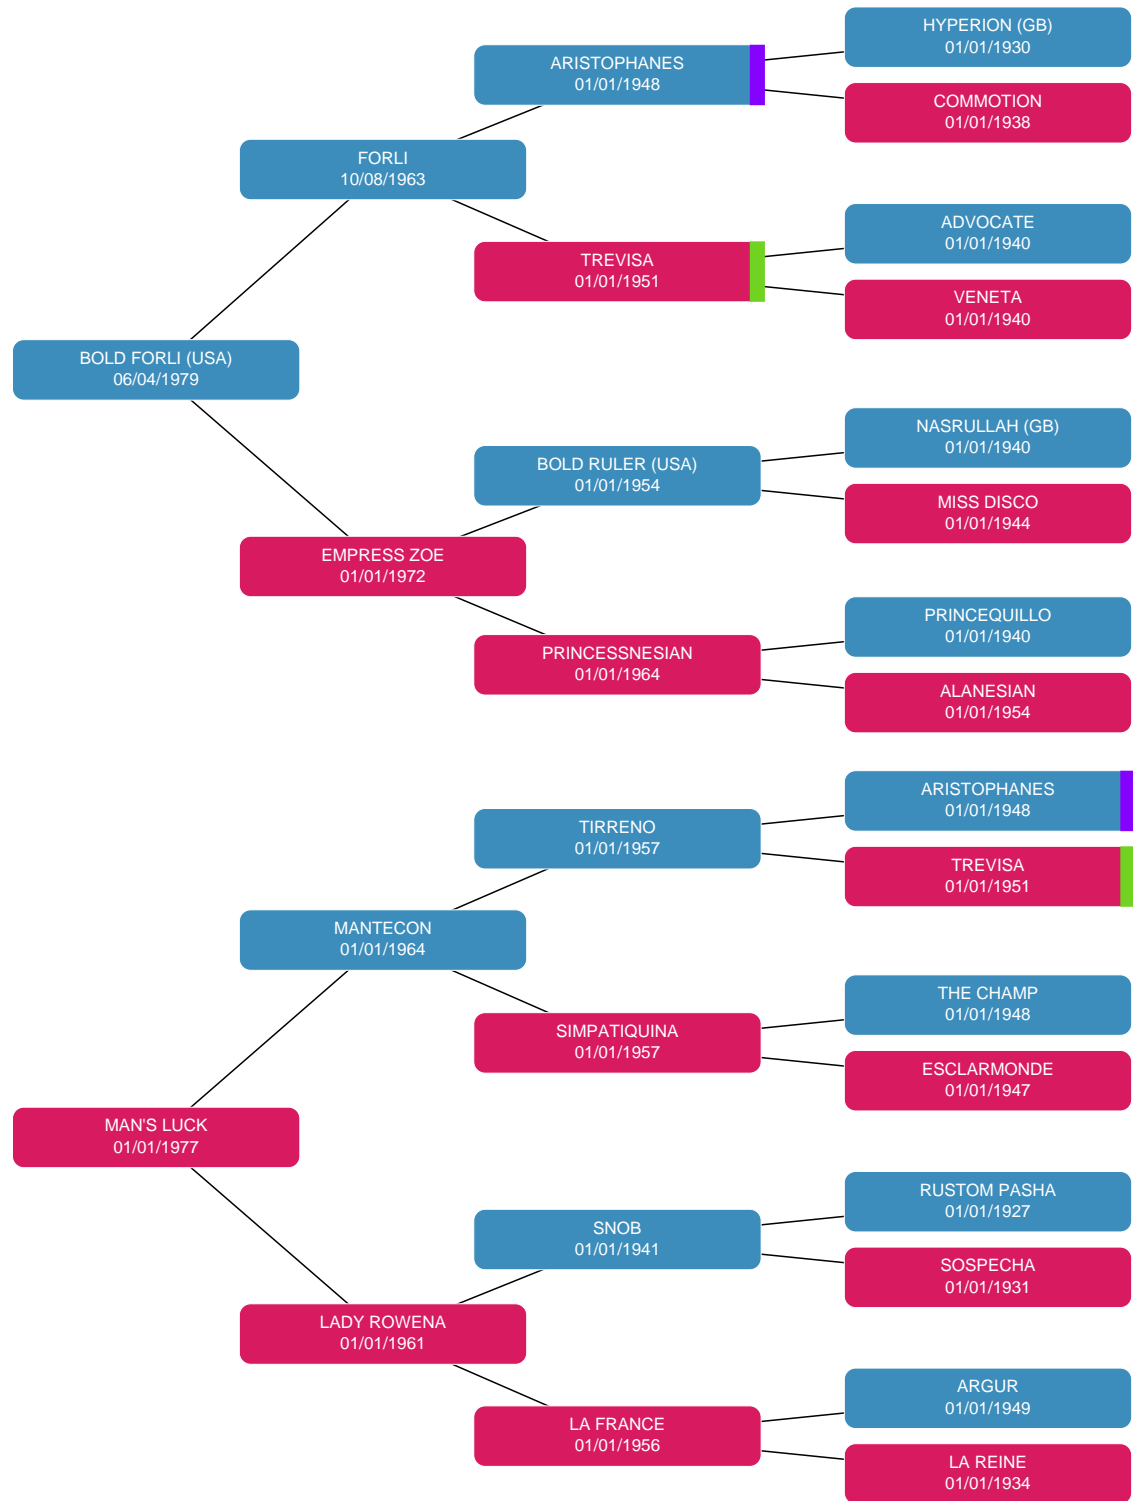 HYPERION (GB)
01/01/1930
ARISTOPHANES
01/01/1948
COMMOTION
01/01/1938
FORLI
10/08/1963
ADVOCATE
01/01/1940
TREVISA
01/01/1951
VENETA
01/01/1940
BOLD FORLI (USA)
06/04/1979
NASRULLAH (GB)
01/01/1940
BOLD RULER (USA)
01/01/1954
MISS DISCO
01/01/1944
EMPRESS ZOE
01/01/1972
PRINCEQUILLO
01/01/1940
PRINCESSNESIAN
01/01/1964
ALANESIAN
01/01/1954
ARISTOPHANES
01/01/1948
TIRRENO
01/01/1957
TREVISA
01/01/1951
MANTECON
01/01/1964
THE CHAMP
01/01/1948
SIMPATIQUINA
01/01/1957
ESCLARMONDE
01/01/1947
MAN'S LUCK
01/01/1977
RUSTOM PASHA
01/01/1927
SNOB
01/01/1941
SOSPECHA
01/01/1931
LADY ROWENA
01/01/1961
ARGUR
01/01/1949
LA FRANCE
01/01/1956
LA REINE
01/01/1934